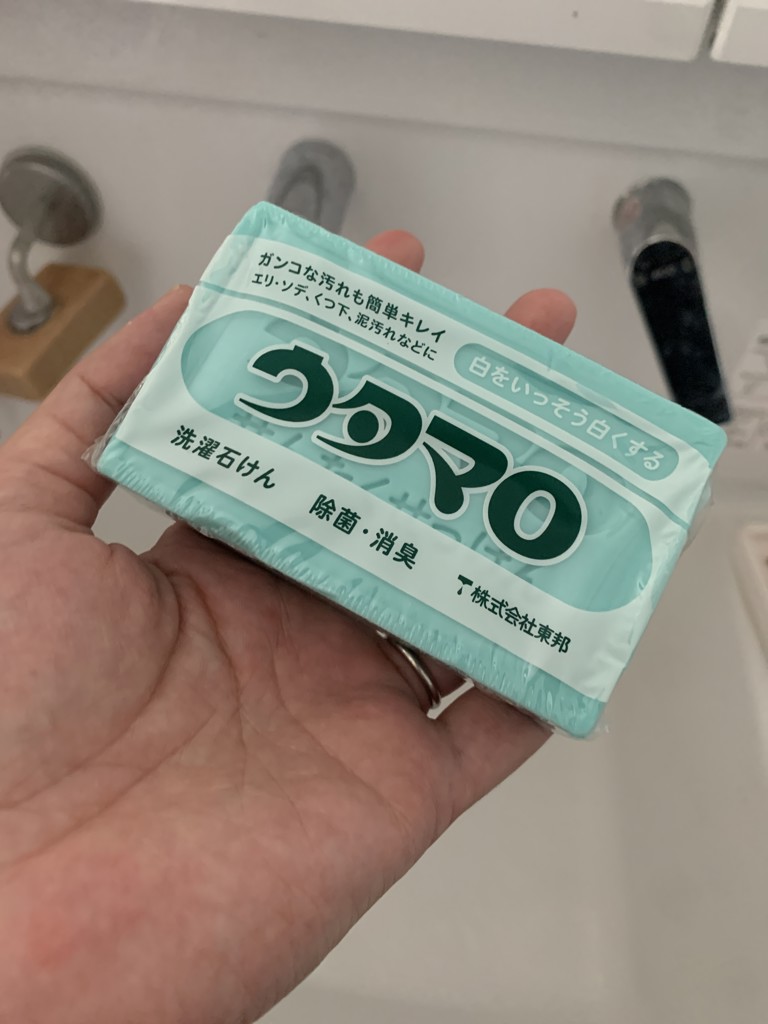 ガンコな汚れも簡単キレイ
エリ・ソデ、くつ下、泥汚れなどに
白をいっそう白くする
ウタマロ
洗濯石けん
除菌・消臭
株式会社東邦